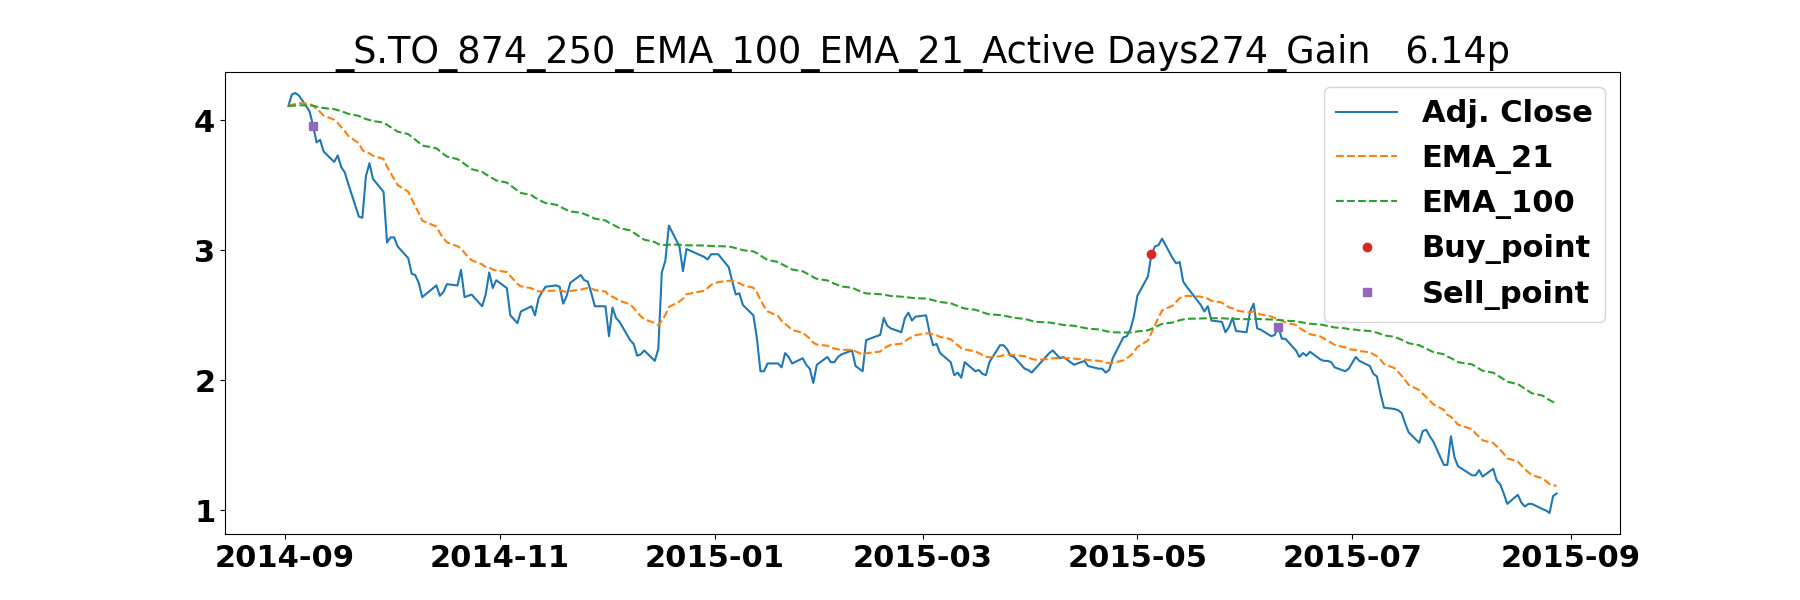 _S.TO_874_250_EMA_100_EMA_21_Active Days274_Gain   6.14p
Adj. Close
EMA_21
EMA_100
Buy_point
Sell_point
4
3
2
1
2014-09
2014-11
2015-01
2015-03
2015-05
2015-07
2015-09